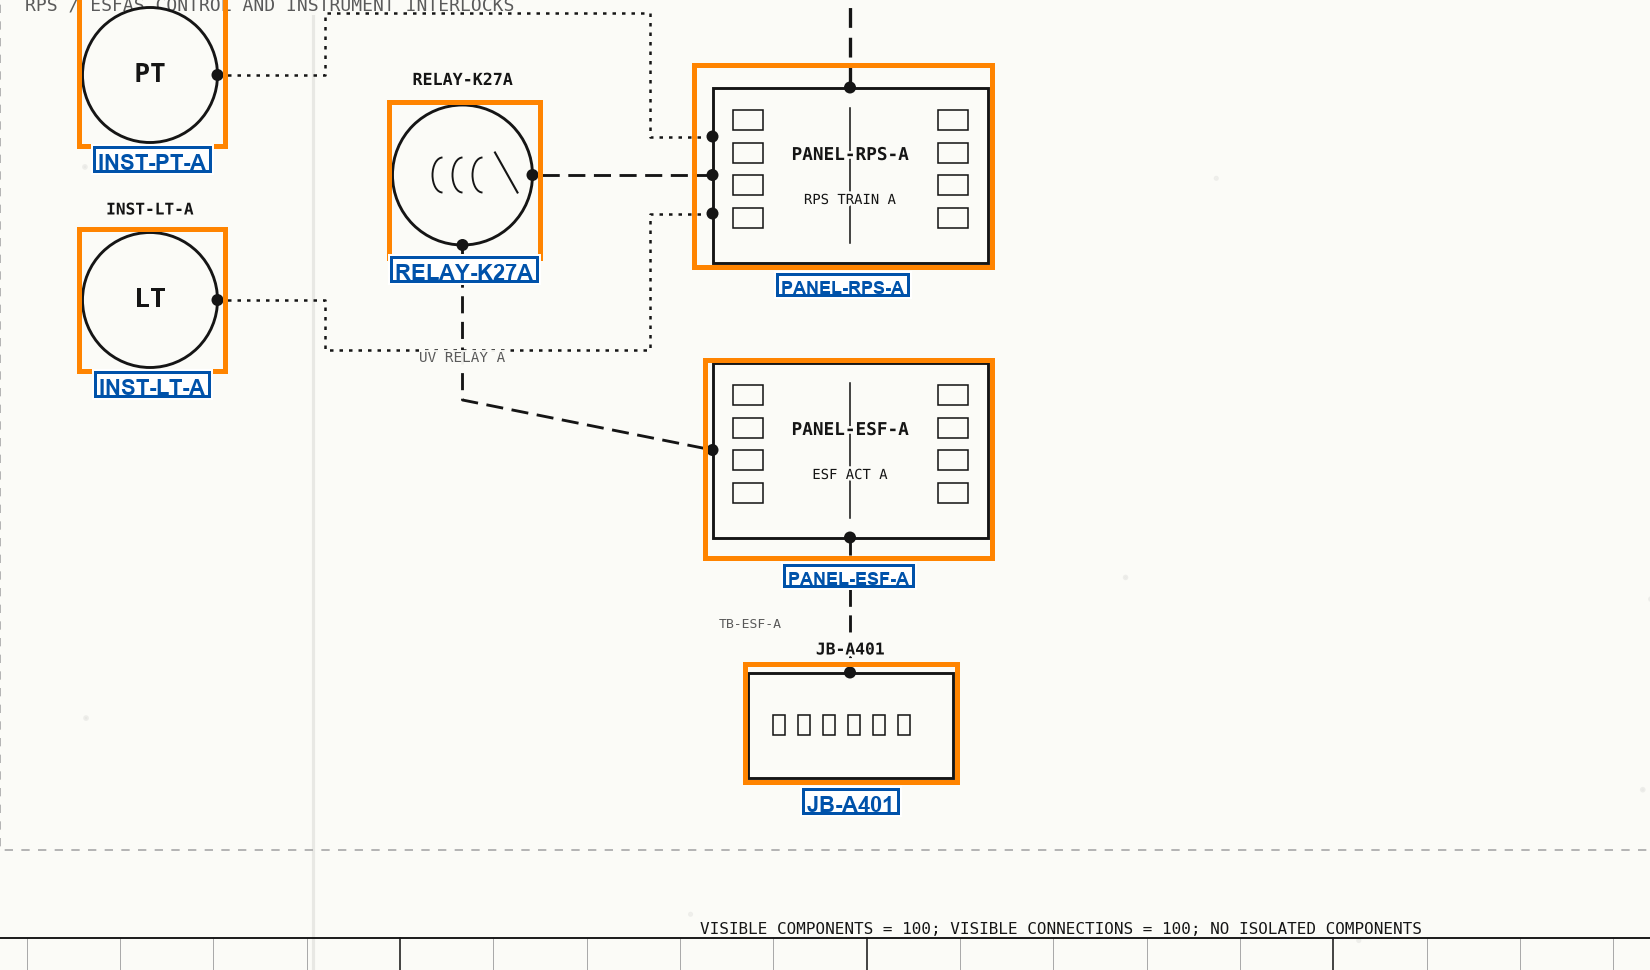 RPS / ESFAS CONTROL AND INSTRUMENT INTERLOCKS
PT
INST-PT-A
RELAY-K27A
RELAY-K27A
PANEL-RPS-A
RPS TRAIN A
PANEL-RPS-A
INST-LT-A
LT
INST-LT-A
UV RELAY A
PANEL-ESF-A
ESF ACT A
PANEL-ESF-A
TB-ESF-A
JB-A401
JB-A401
VISIBLE COMPONENTS = 100; VISIBLE CONNECTIONS = 100; NO ISOLATED COMPONENTS